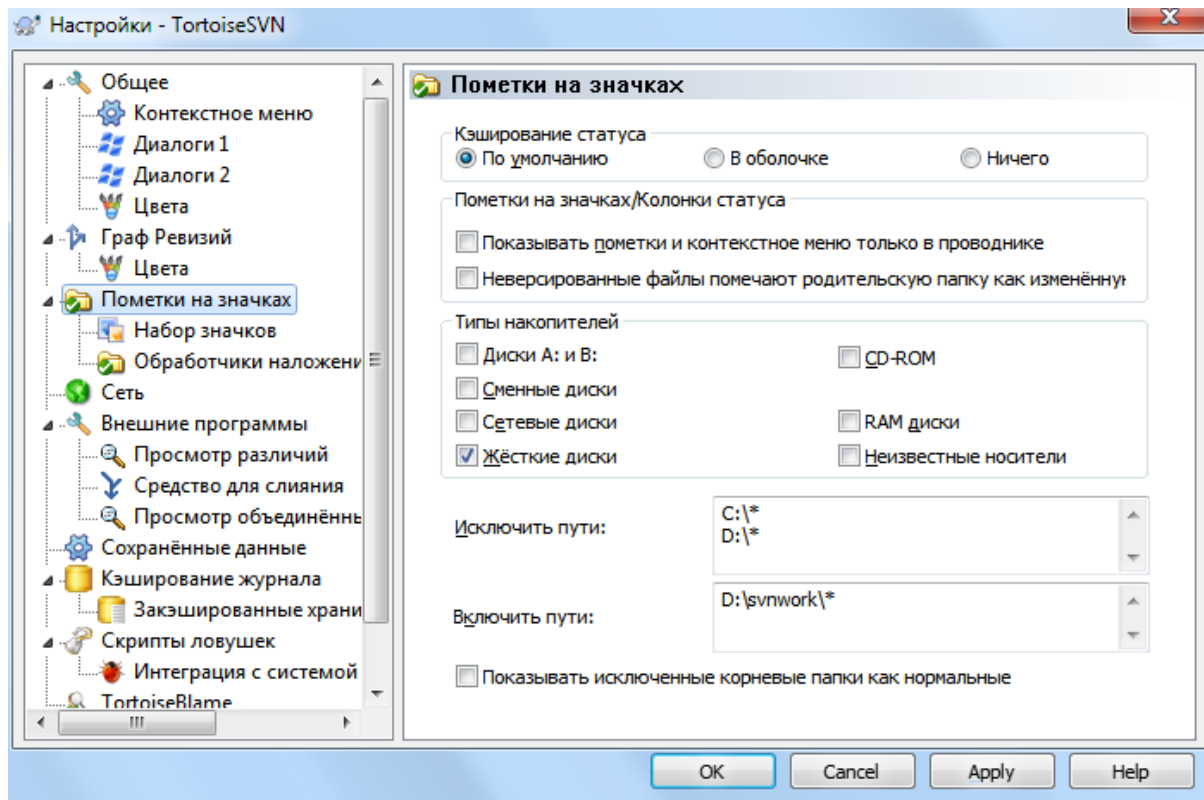 Настройки - TortoiseSVN
Общее
Контекстное меню
Диалоги 1
Диалоги 2
Цвета
Граф Ревизий
Цвета
Пометки на значках
Набор значков
Обработчики наложени
Сеть
Внешние программы
Просмотр различий
Средство для слияния
Просмотр объединённь
Сохранённые данные
Кэширование журнала
Закэшированные храни
Скрипты ловушек
Интеграция с системой
TortoiseBlame
Пометки на значках
Кэширование статуса
По умолчанию В оболочке Ничего
Пометки на значках/Колонки статуса
Показывать пометки и контекстное меню только в проводнике
Неверсированные файлы помечают родительскую папку как изменённук
Типы накопителей
Диски A: и B: CD-ROM
Сменные диски
Сетевые диски RAM диски
Жёсткие диски Неизвестные носители
Исключить пути:
C:\*
D:\*
Включить пути:
D:\svnwork\*
Показывать исключенные корневые папки как нормальные
OK Cancel Apply Help